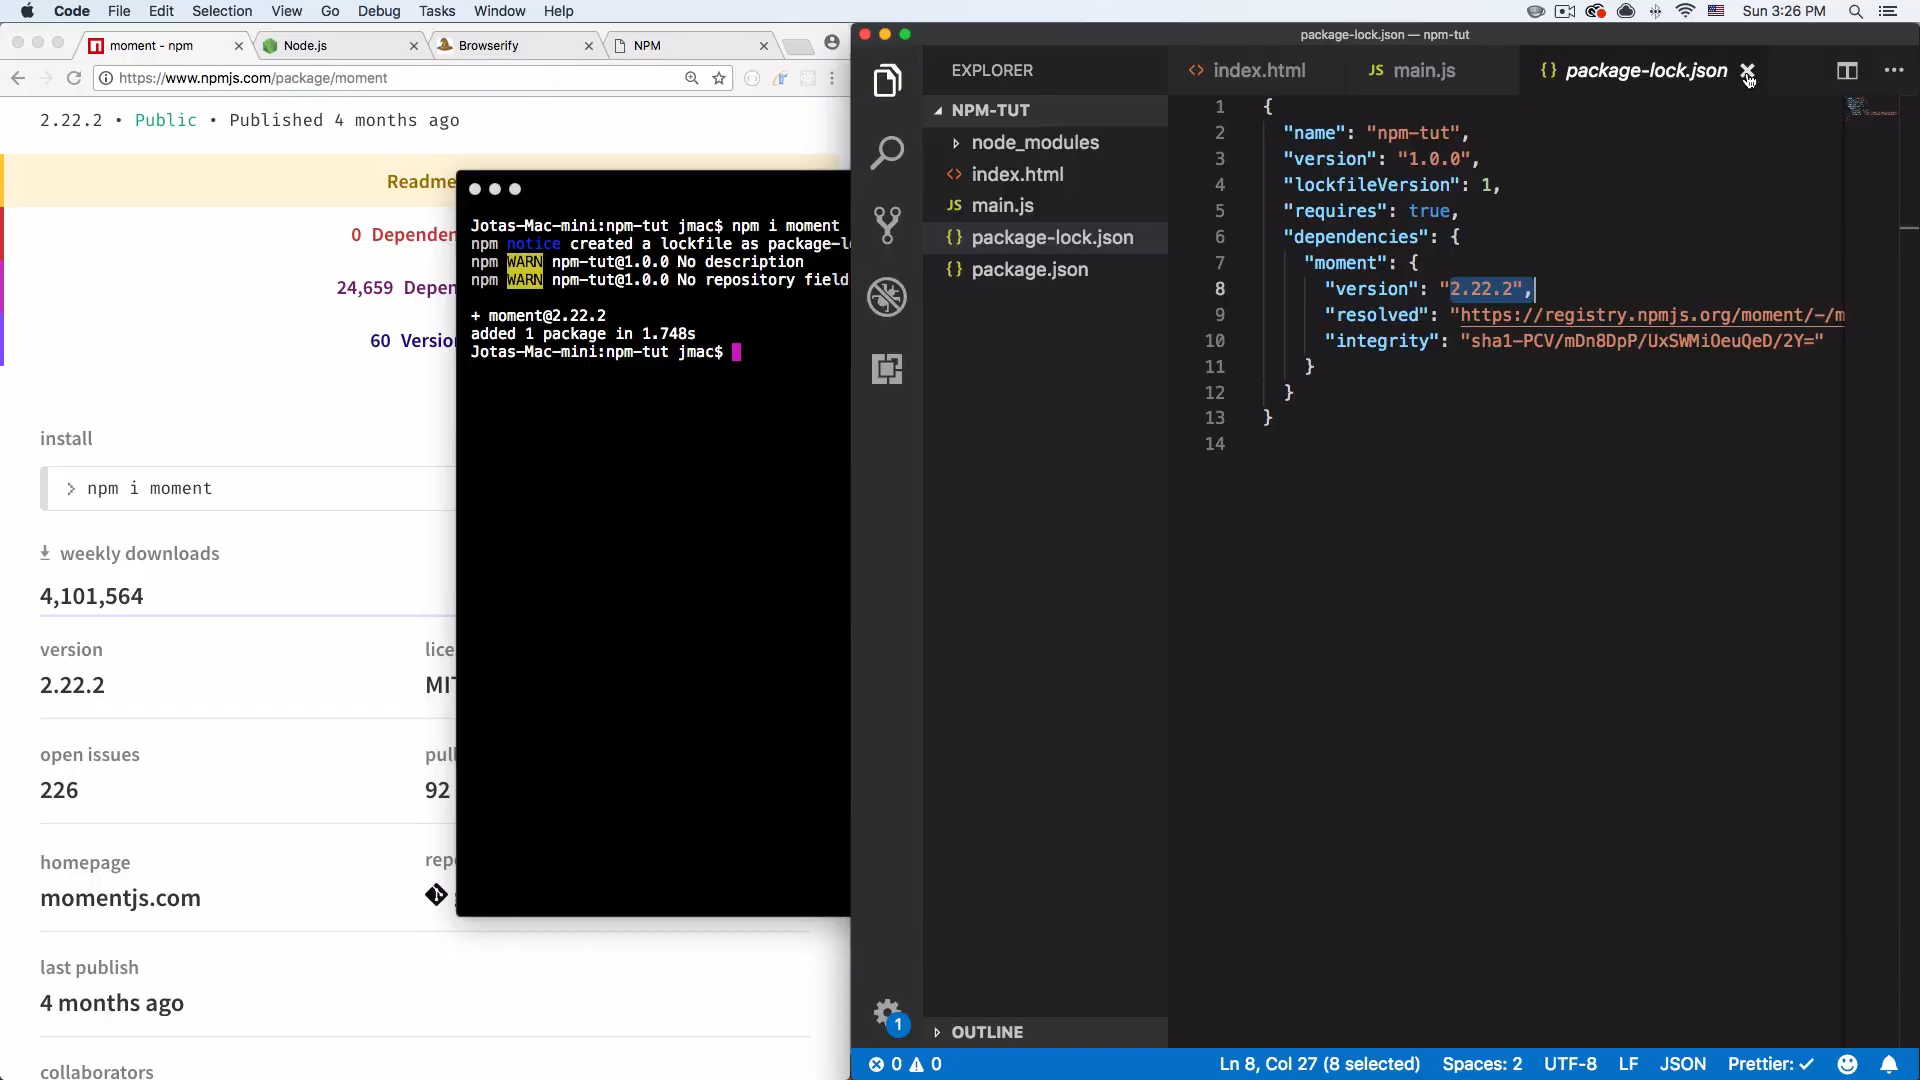 Code File Edit Selection View Go Debug Tasks Window Help
Sun 3:26 PM
moment - npm
Node.js
Browserify
NPM
https://www.npmjs.com/package/moment
2.22.2 • Public • Published 4 months ago
Readme
0 Depender
24,659 Depen
60 Versio
install
> npm i moment
weekly downloads
4,101,564
version
lice
2.22.2
MIT
open issues
pull
226
92
homepage
repo
momentjs.com
last publish
4 months ago
collaborators
Jotas-Mac-mini:npm-tut jmac$ npm i moment
npm notice created a lockfile as package-l
npm WARN npm-tut@1.0.0 No description
npm WARN npm-tut@1.0.0 No repository field
+ moment@2.22.2
added 1 package in 1.748s
Jotas-Mac-mini:npm-tut jmac$
package-lock.json — npm-tut
EXPLORER
NPM-TUT
node_modules
<> index.html
JS main.js
{} package-lock.json
{} package.json
OUTLINE
1
<> index.html
JS main.js
{} package-lock.json
1 {
2 "name": "npm-tut",
3 "version": "1.0.0",
4 "lockfileVersion": 1,
5 "requires": true,
6 "dependencies": {
7 "moment": {
8 "version": "2.22.2",
9 "resolved": "https://registry.npmjs.org/moment/-/m
10 "integrity": "sha1-PCV/mDn8DpP/UxSWMiOeuQeD/2Y="
11 }
12 }
13 }
14
0 0
Ln 8, Col 27 (8 selected) Spaces: 2 UTF-8 LF JSON Prettier: ✓